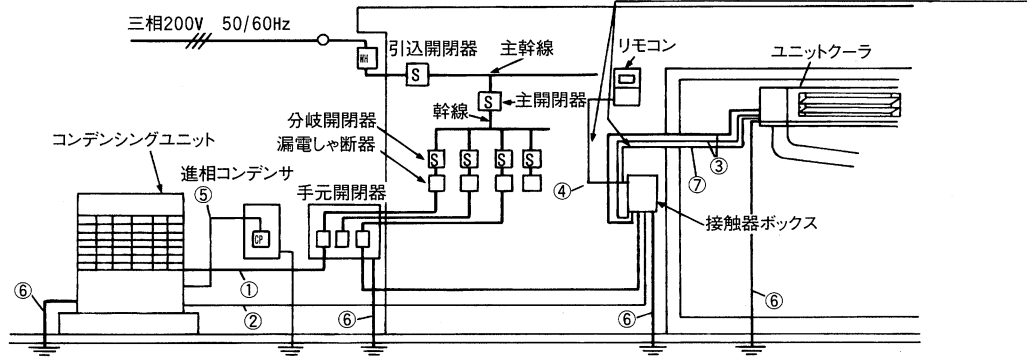 三相200V 50/60Hz
WH
引込開閉器
S
主幹線
リモコン
ユニットクーラ
S
主開閉器
幹線
分岐開閉器
漏電しゃ断器
S
S
S
S
コンデンシングユニット
進相コンデンサ
⑤
CP
手元開閉器
④
③
⑦
接触器ボックス
①
②
⑥
⑥
⑥
⑥